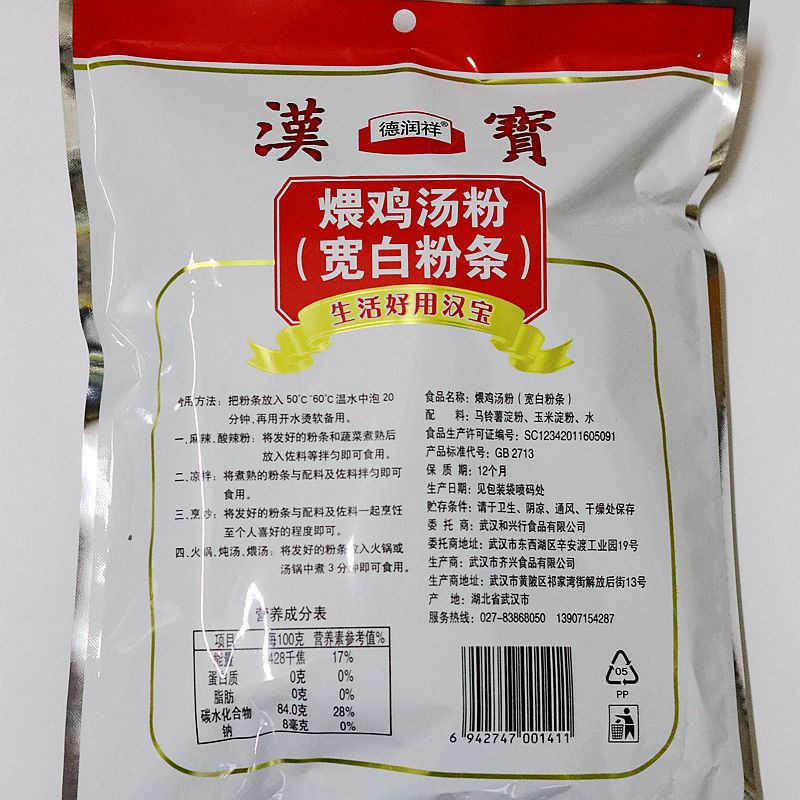 漢 德润祥® 寶
煨鸡汤粉
（宽白粉条）
生活好用汉宝
食用方法：把粉条放入50℃~60℃温水中泡20
分钟，再用开水烫软备用。
一、麻辣、酸辣粉：将发好的粉条和蔬菜煮熟后
放入佐料等拌匀即可食用。
二、凉拌：将煮熟的粉条与配料及佐料拌匀即可
食用。
三、烹炒：将发好的粉条与配料及佐料一起烹饪
至个人喜好的程度即可。
四、火锅、炖汤、煨汤：将发好的粉条放入火锅或
汤锅中煮3分钟即可食用。
食品名称：煨鸡汤粉（宽白粉条）
配 料：马铃薯淀粉、玉米淀粉、水
食品生产许可证编号：SC12342011605091
产品标准代号：GB 2713
保 质 期：12个月
生产日期：见包装袋喷码处
贮存条件：请于卫生、阴凉、通风、干燥处保存
委 托 商：武汉和兴行食品有限公司
委托商地址：武汉市东西湖区辛安渡工业园19号
生产商：武汉市齐兴食品有限公司
生产商地址：武汉市黄陂区祁家湾街解放后街13号
产 地：湖北省武汉市
服务热线：027-83868050 13907154287
营养成分表
项目 每100克 营养素参考值%
能量 1428千焦 17%
蛋白质 0克 0%
脂肪 0克 0%
碳水化合物 84.0克 28%
钠 8毫克 0%
6 942747 001411
05
PP